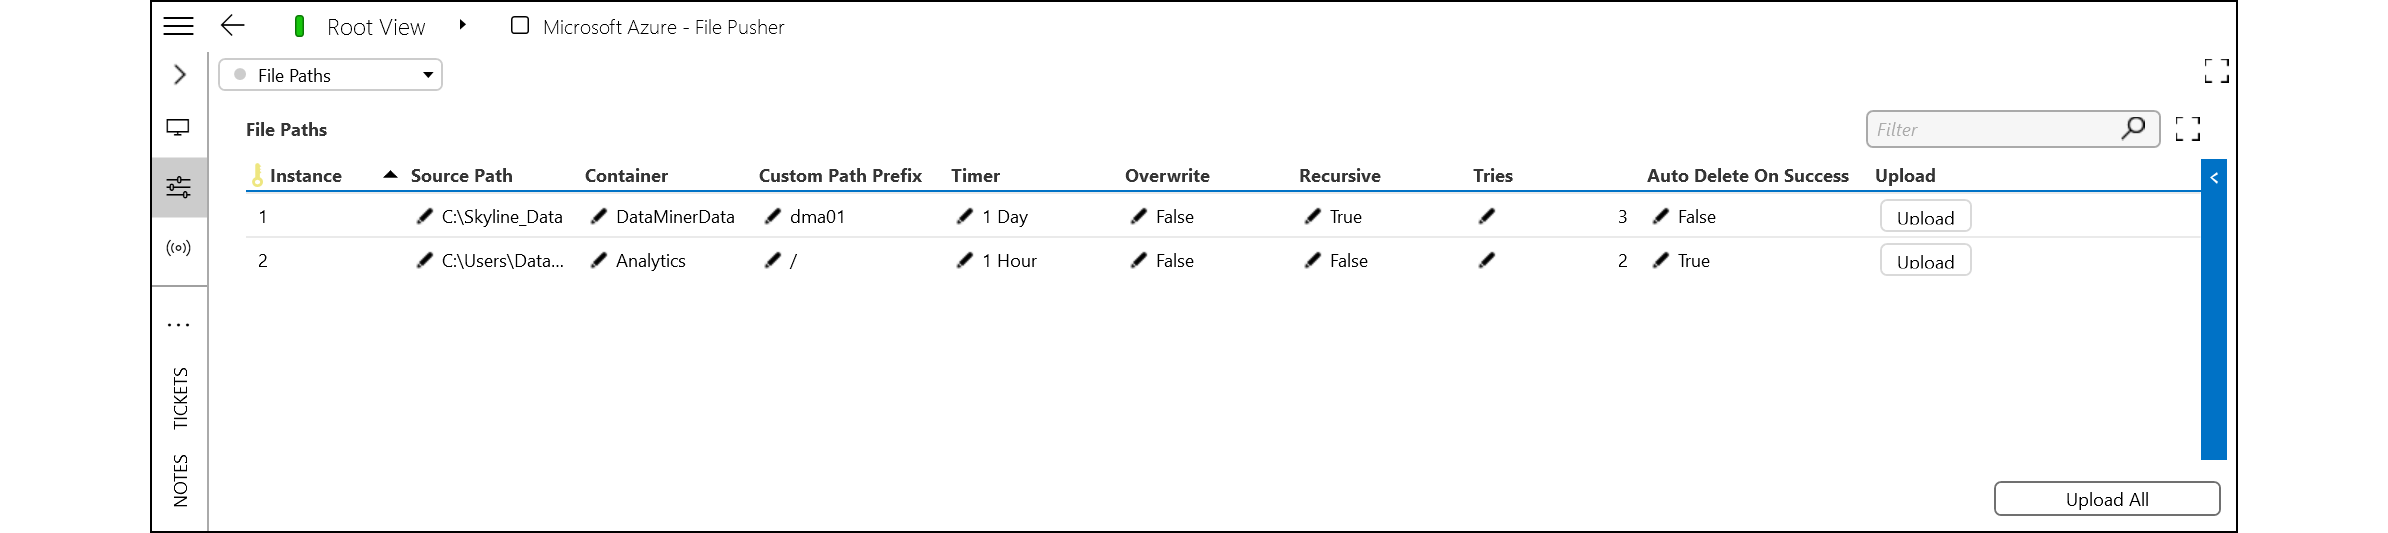 Root View Microsoft Azure - File Pusher
File Paths
File Paths
Filter
Instance Source Path Container Custom Path Prefix Timer Overwrite Recursive Tries Auto Delete On Success Upload
1 C:\Skyline_Data DataMinerData dma01 1 Day False True 3 False Upload
2 C:\Users\Data... Analytics / 1 Hour False False 2 True Upload
TICKETS
NOTES
Upload All